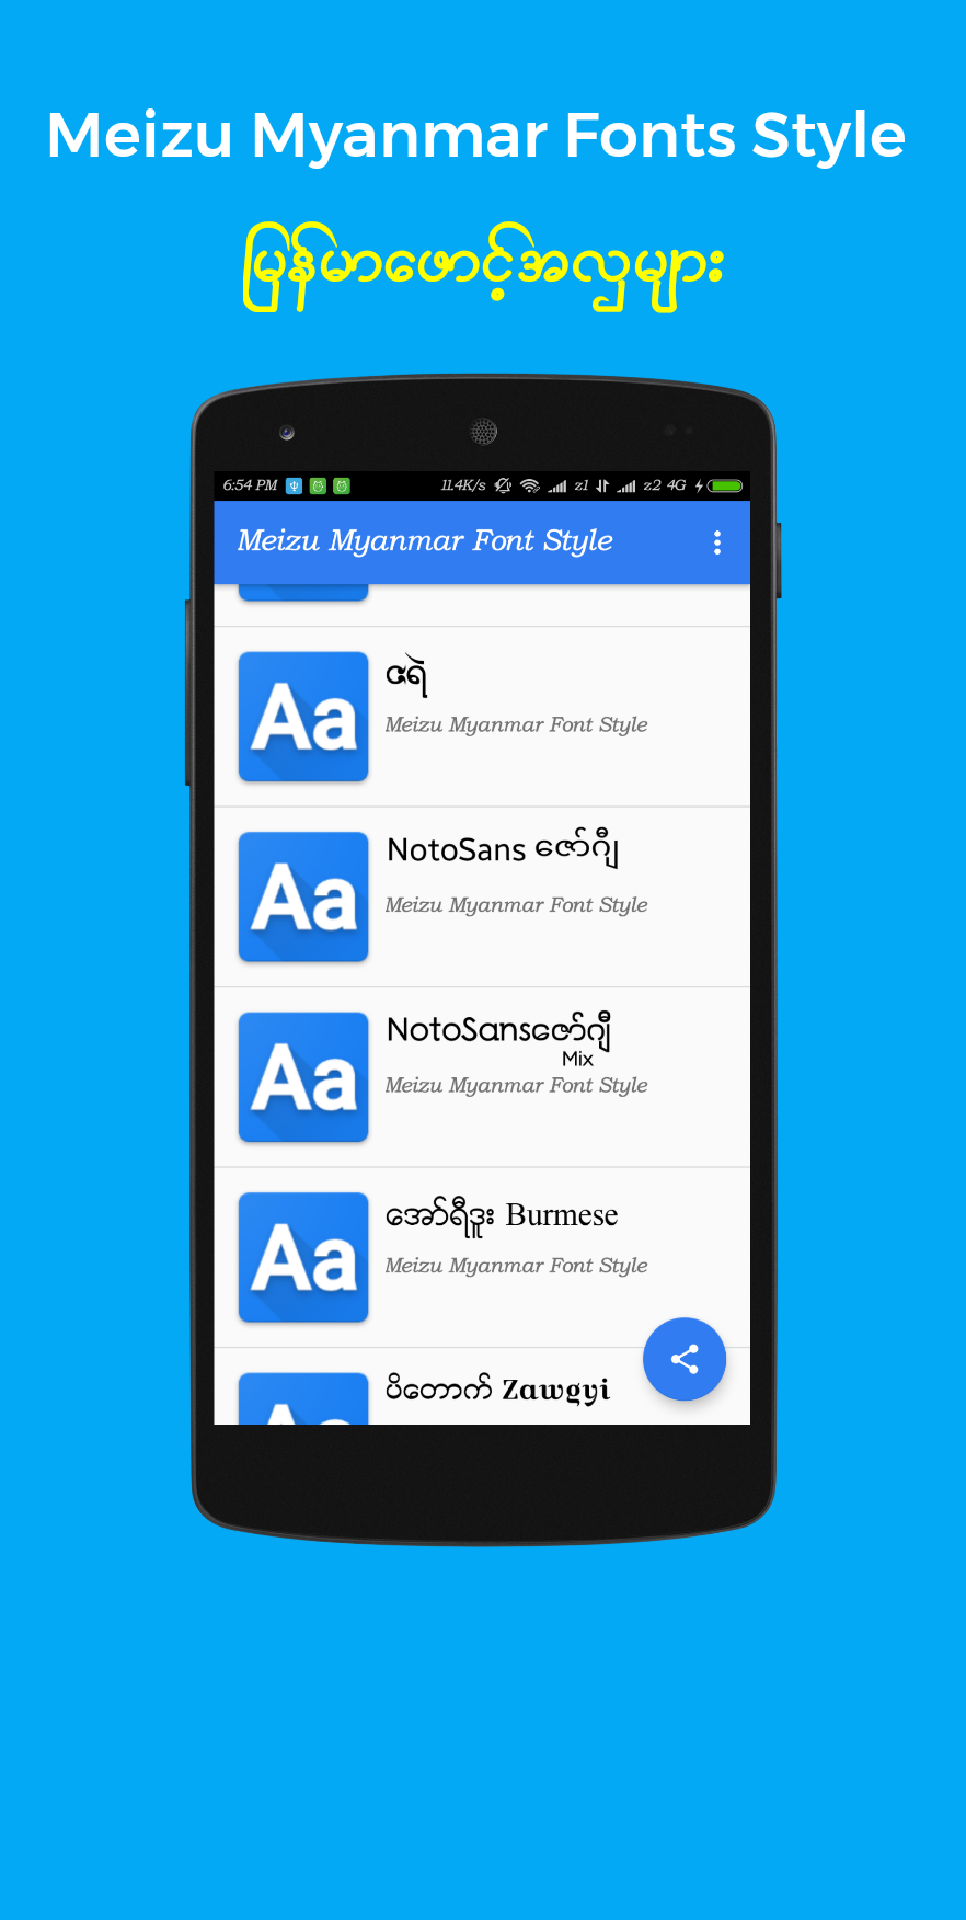 Meizu Myanmar Fonts Style
မြန်မာဖောင့်အလှများ
6:54 PM 11.4K/s z1 z2 4G
Meizu Myanmar Font Style
Aa
ဧရဲ
Meizu Myanmar Font Style
Aa
NotoSans ဇော်ဂျီ
Meizu Myanmar Font Style
Aa
NotoSansဇော်ဂျီ
Mix
Meizu Myanmar Font Style
Aa
အော်ရီဒူး Burmese
Meizu Myanmar Font Style
Aa
ပိတောက် Zawgyi